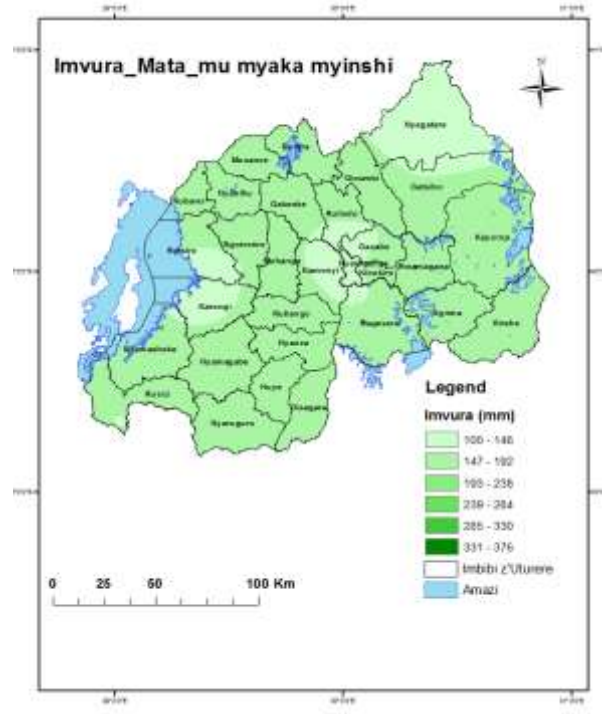 Imvura_Mata_mu myaka myinshi
N
Nyagatare
Burera
Musanze
Gicumbi
Gatsibo
Nyabihu
Rubavu
Gakenke
Rulindo
Kayonza
Gasabo
Rutsiro
Ngororero
Muhanga
Kamonyi
Rwamagana
Karongi
Ruhango
Bugesera
Ngoma
Kirehe
Nyanza
Nyamasheke
Nyamagabe
Huye
Rusizi
Gisagara
Nyaruguru
Legend
Imvura (mm)
100 - 146
147 - 192
193 - 238
239 - 284
285 - 330
331 - 376
Imbibi z'Uturere
Amazi
0 25 50 100 Km